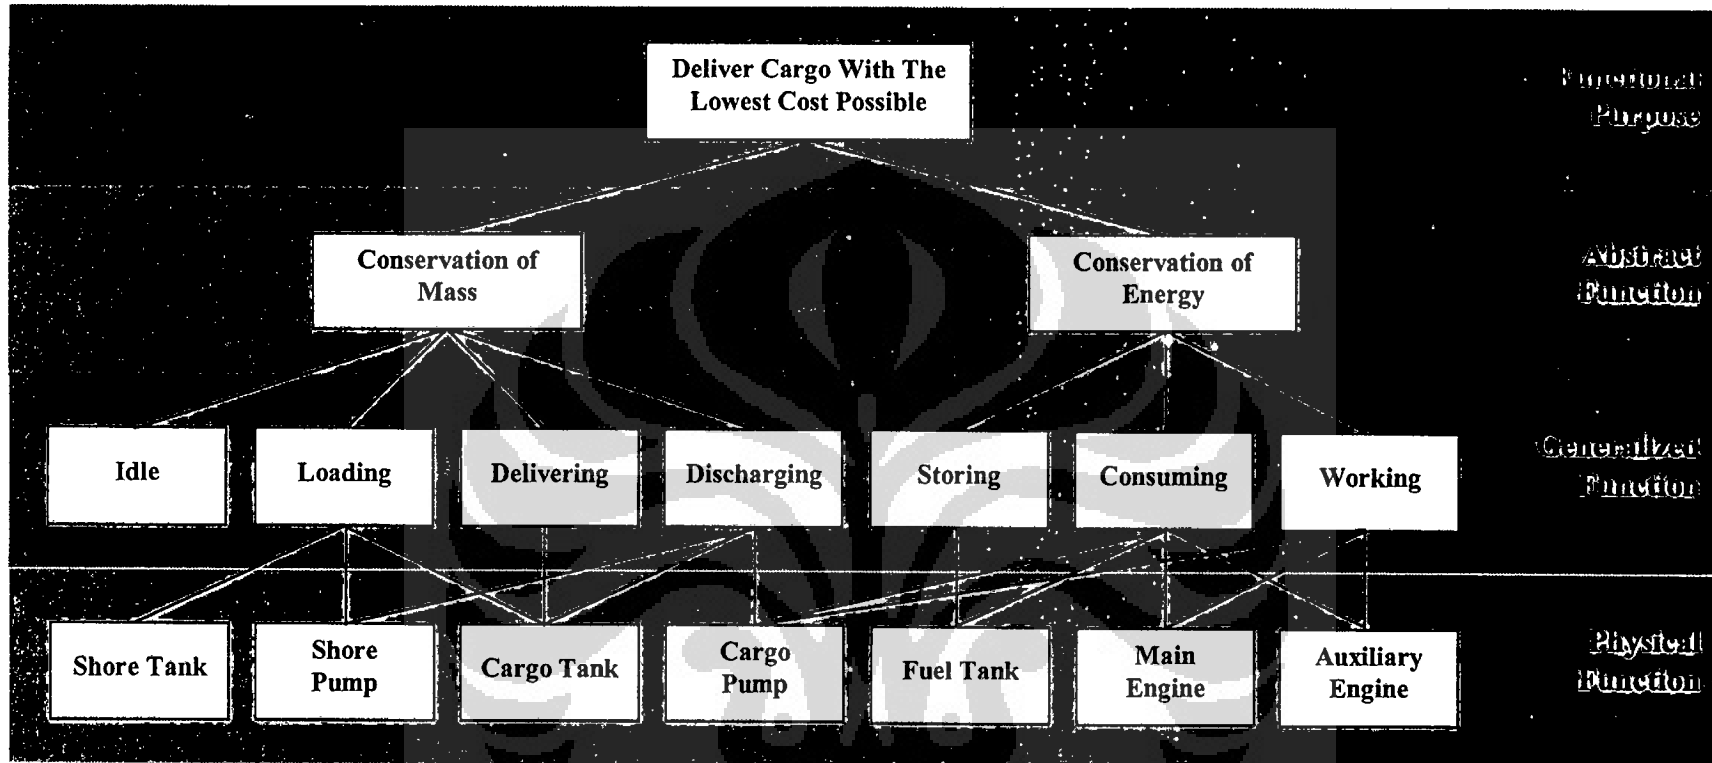 Deliver Cargo With The
Lowest Cost Possible
Functional
Purpose
Conservation of
Mass
Conservation of
Energy
Abstract
Function
Idle
Loading
Delivering
Discharging
Storing
Consuming
Working
Generalized
Function
Shore Tank
Shore
Pump
Cargo Tank
Cargo
Pump
Fuel Tank
Main
Engine
Auxiliary
Engine
Physical
Function